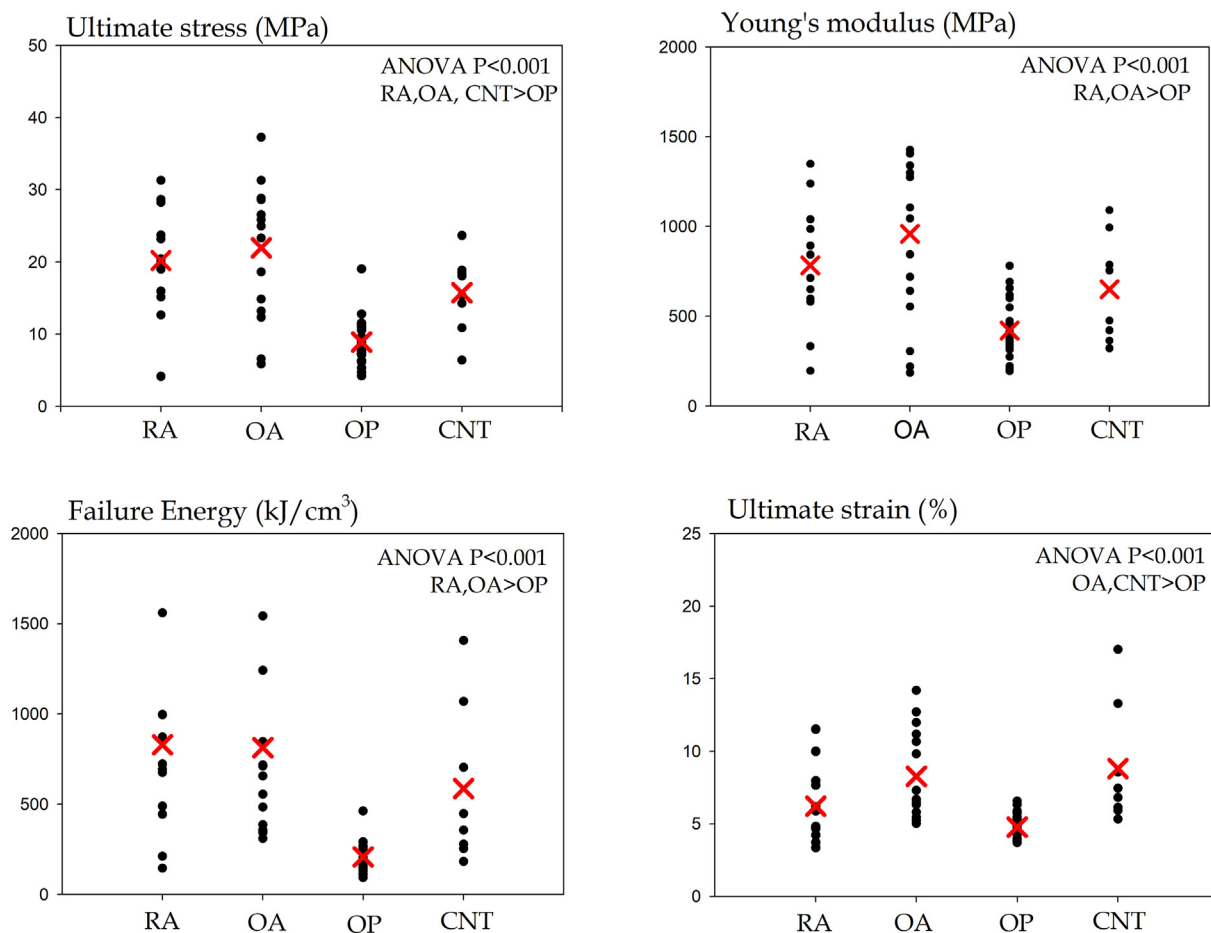 Ultimate stress (MPa)
50
40
30
20
10
0
ANOVA P<0.001
RA,OA, CNT>OP
RA OA OP CNT
Young's modulus (MPa)
2000
1500
1000
500
0
ANOVA P<0.001
RA,OA>OP
RA OA OP CNT
Failure Energy (kJ/cm³)
2000
1500
1000
500
0
ANOVA P<0.001
RA,OA>OP
RA OA OP CNT
Ultimate strain (%)
25
20
15
10
5
0
ANOVA P<0.001
OA,CNT>OP
RA OA OP CNT